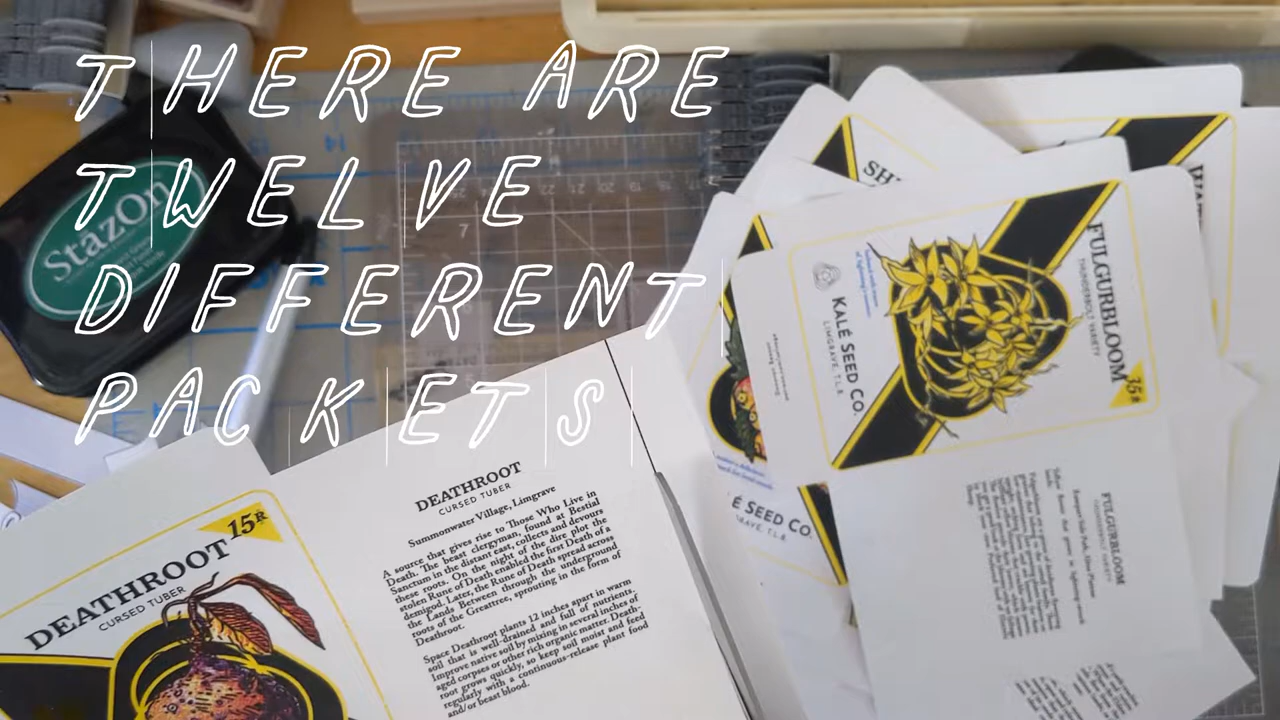 THERE ARE
TWELVE
DIFFERENT
PACKETS
StazOn
DEATHROOT
CURSED TUBER
15R
DEATHROOT
CURSED TUBER
Summonwater Village, Limgrave
A source that gives rise to Those Who Live in
Death. The beast clergyman, found at Bestial
Sanctum in the distant east, collects and devours
these roots. On the night of the dire plot the
stolen Rune of Death enabled the first Death of a
demigod. Later, the Rune of Death spread across
the Lands Between through the underground
roots of the Greattree, sprouting in the form of
Deathroot.
Space Deathroot plants 12 inches apart in warm
soil that is well-drained and full of nutrients.
Improve native soil by mixing in several inches of
aged corpses or other rich organic matter. Death-
root grows quickly, so keep soil moist and feed
regularly with a continuous-release plant food
and/or beast blood.
FULGURBLOOM
THUNDERBOLT VARIETY
15R
KALÉ SEED CO.
LIMGRAVE, T.L.B.
É SEED CO.
FULGURBLOOM
THUNDERBOLT VARIETY